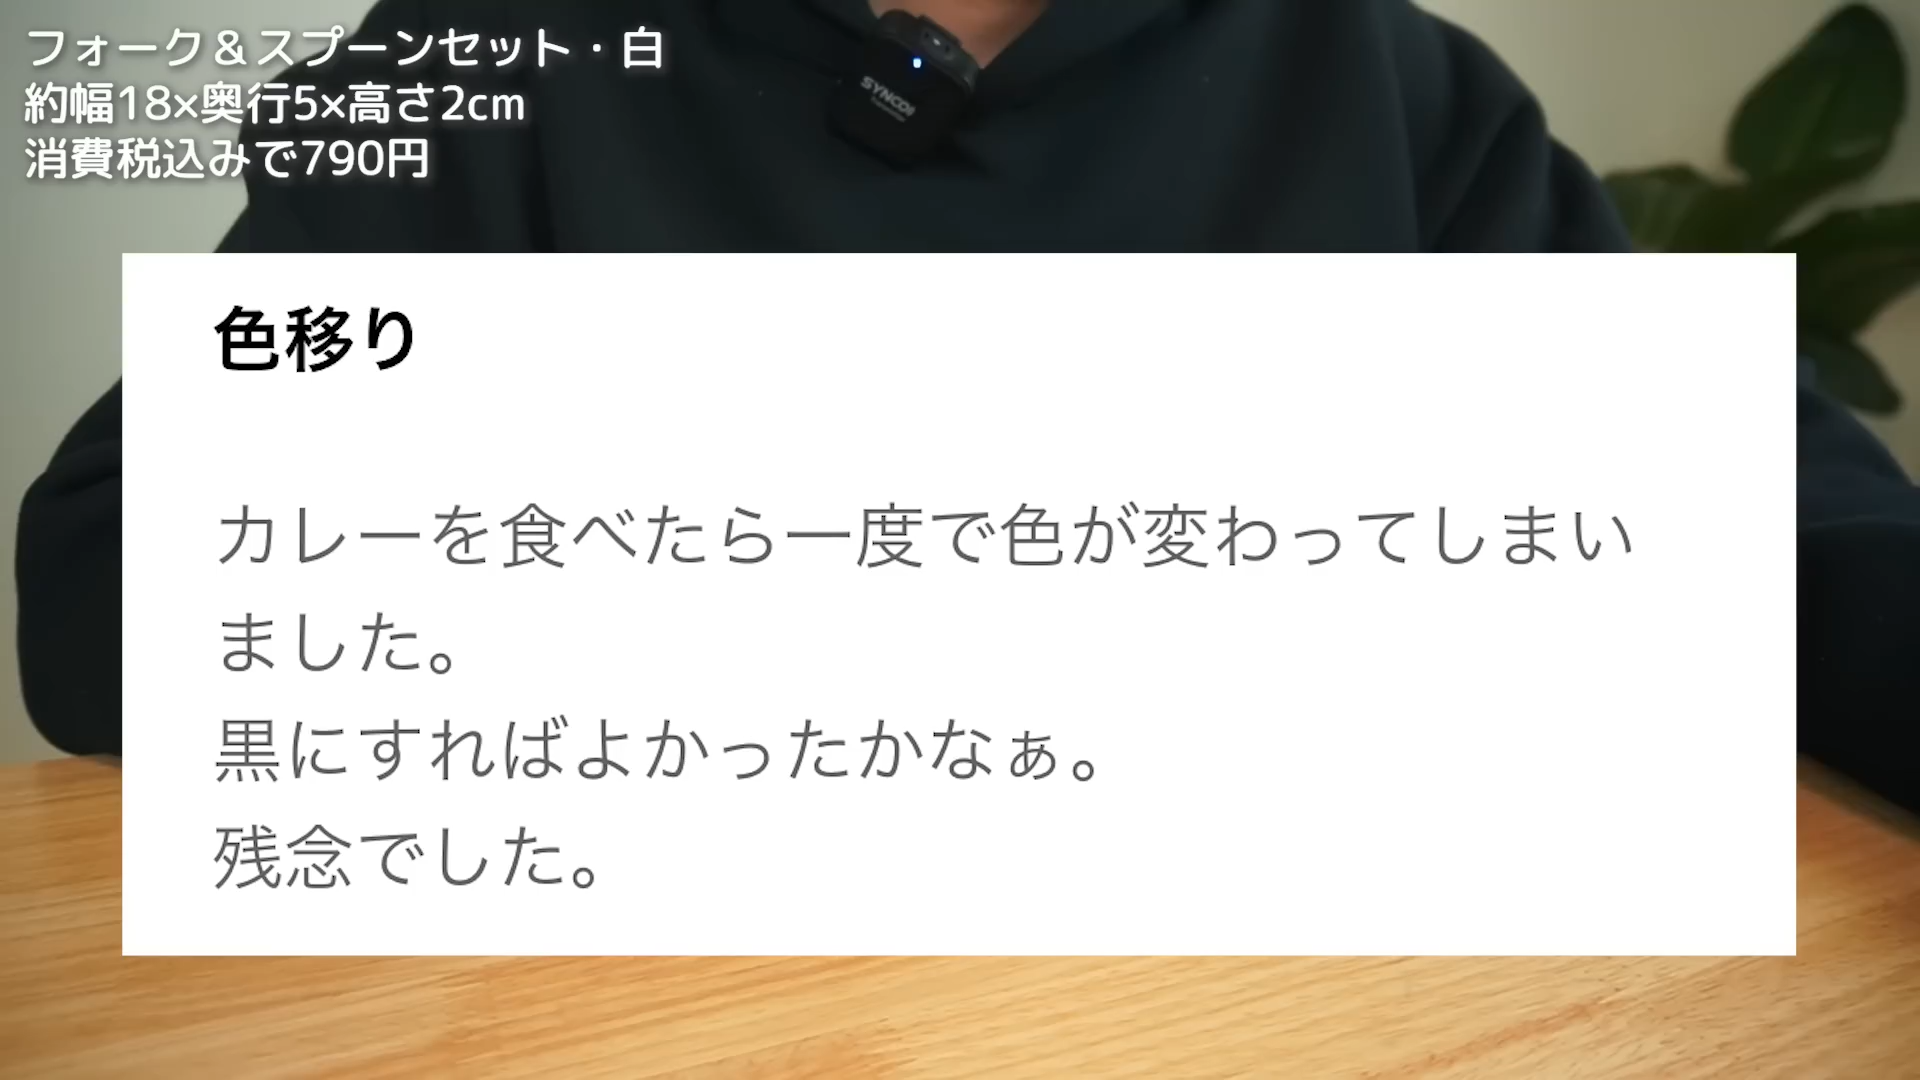 フォーク＆スプーンセット・白
約幅18×奥行5×高さ2cm
消費税込みで790円
SYNCO
色移り
カレーを食べたら一度で色が変わってしまい
ました。
黒にすればよかったかなぁ。
残念でした。